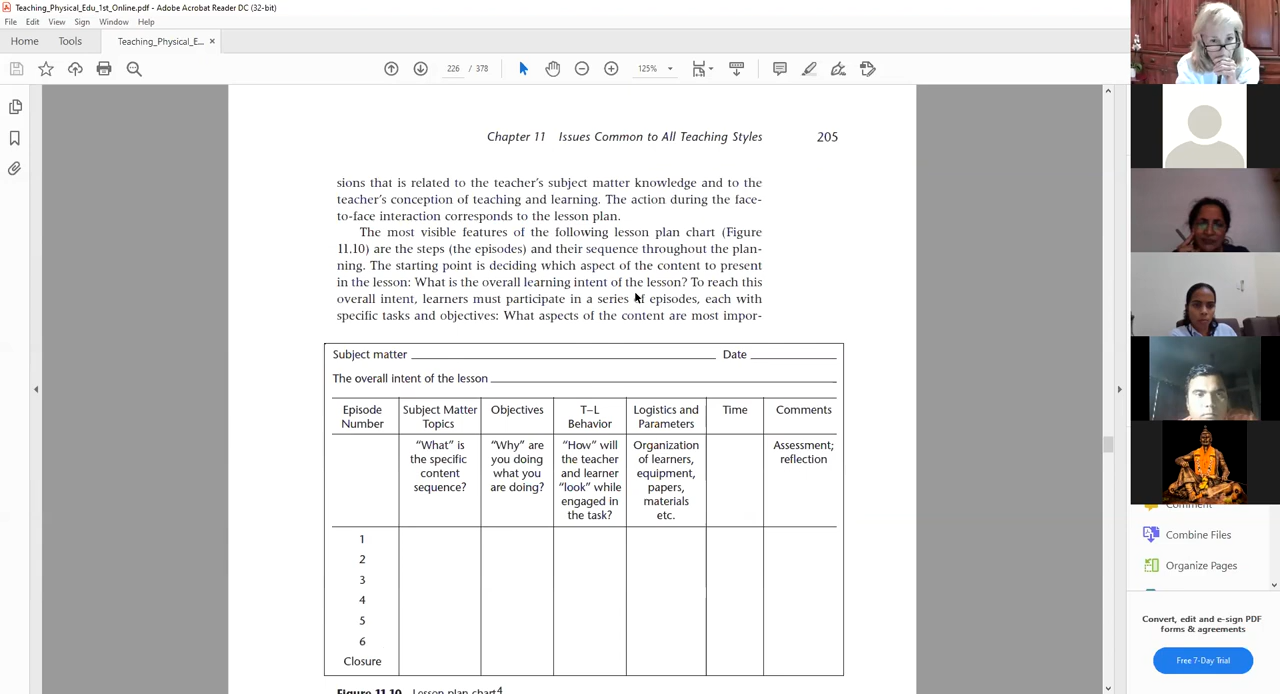 Teaching_Physical_Edu_1st_Online.pdf - Adobe Acrobat Reader DC (32-bit)
File Edit View Sign Window Help
Home Tools Teaching_Physical_E... ×
226 / 378 125%
Chapter 11 Issues Common to All Teaching Styles 205
sions that is related to the teacher's subject matter knowledge and to the
teacher's conception of teaching and learning. The action during the face-
to-face interaction corresponds to the lesson plan.
The most visible features of the following lesson plan chart (Figure
11.10) are the steps (the episodes) and their sequence throughout the plan-
ning. The starting point is deciding which aspect of the content to present
in the lesson: What is the overall learning intent of the lesson? To reach this
overall intent, learners must participate in a series of episodes, each with
specific tasks and objectives: What aspects of the content are most impor-
Subject matter Date
The overall intent of the lesson
Episode Number
Subject Matter Topics
Objectives
T–L Behavior
Logistics and Parameters
Time
Comments
"What" is
the specific
content
sequence?
"Why" are
you doing
what you
are doing?
"How" will
the teacher
and learner
"look" while
engaged in
the task?
Organization
of learners,
equipment,
papers,
materials
etc.
Assessment;
reflection
1
2
3
4
5
6
Closure
Figure 11.10 Lesson plan chart4
Comment
Combine Files
Organize Pages
Convert, edit and e-sign PDF
forms & agreements
Free 7-Day Trial